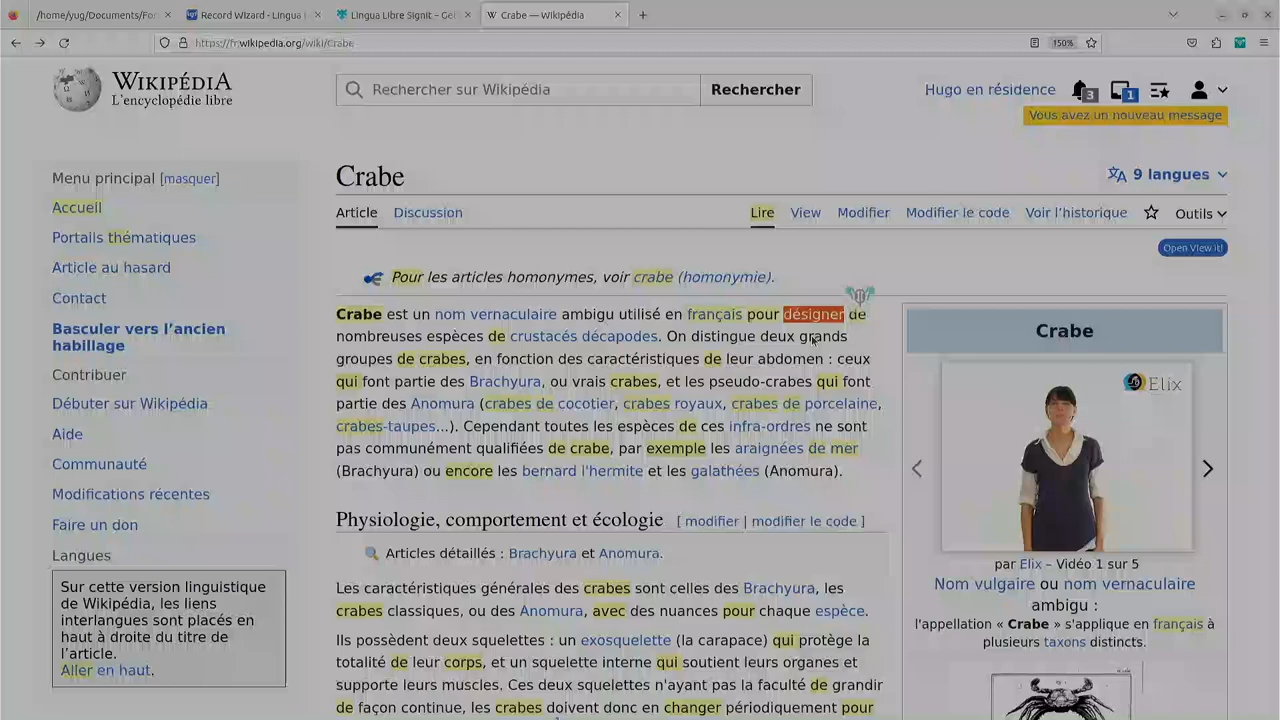 /home/yug/Documents/For
Record Wizard - Lingua
Lingua Libre Signit – Ge
Crabe — Wikipédia
https://fr.wikipedia.org/wiki/Crabe
150%
WIKIPÉDIA
L'encyclopédie libre
Rechercher sur Wikipédia
Rechercher
Hugo en résidence
3
1
Vous avez un nouveau message
Menu principal [masquer]
Accueil
Portails thématiques
Article au hasard
Contact
Basculer vers l'ancien
habillage
Contribuer
Débuter sur Wikipédia
Aide
Communauté
Modifications récentes
Faire un don
Langues
Sur cette version linguistique
de Wikipédia, les liens
interlangues sont placés en
haut à droite du titre de
l'article.
Aller en haut.
Crabe
9 langues
Article
Discussion
Lire
View
Modifier
Modifier le code
Voir l'historique
Outils
Open View it!
Pour les articles homonymes, voir crabe (homonymie).
Crabe est un nom vernaculaire ambigu utilisé en français pour désigner de
nombreuses espèces de crustacés décapodes. On distingue deux grands
groupes de crabes, en fonction des caractéristiques de leur abdomen : ceux
qui font partie des Brachyura, ou vrais crabes, et les pseudo-crabes qui font
partie des Anomura (crabes de cocotier, crabes royaux, crabes de porcelaine,
crabes-taupes...). Cependant toutes les espèces de ces infra-ordres ne sont
pas communément qualifiées de crabe, par exemple les araignées de mer
(Brachyura) ou encore les bernard l'hermite et les galathées (Anomura).
Physiologie, comportement et écologie [ modifier | modifier le code ]
Articles détaillés : Brachyura et Anomura.
Les caractéristiques générales des crabes sont celles des Brachyura, les
crabes classiques, ou des Anomura, avec des nuances pour chaque espèce.
Ils possèdent deux squelettes : un exosquelette (la carapace) qui protège la
totalité de leur corps, et un squelette interne qui soutient leurs organes et
supporte leurs muscles. Ces deux squelettes n'ayant pas la faculté de grandir
de façon continue, les crabes doivent donc en changer périodiquement pour
Crabe
Elix
par Elix – Vidéo 1 sur 5
Nom vulgaire ou nom vernaculaire
ambigu :
l'appellation « Crabe » s'applique en français à
plusieurs taxons distincts.